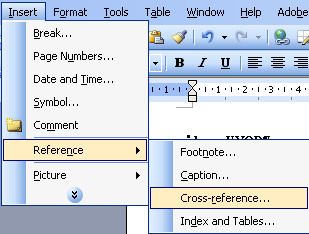 Insert Format Tools Table Window Help Adobe
Break...
Page Numbers...
Date and Time...
Symbol...
Comment
Reference
Picture
B I U
Footnote...
Caption...
Cross-reference...
Index and Tables...